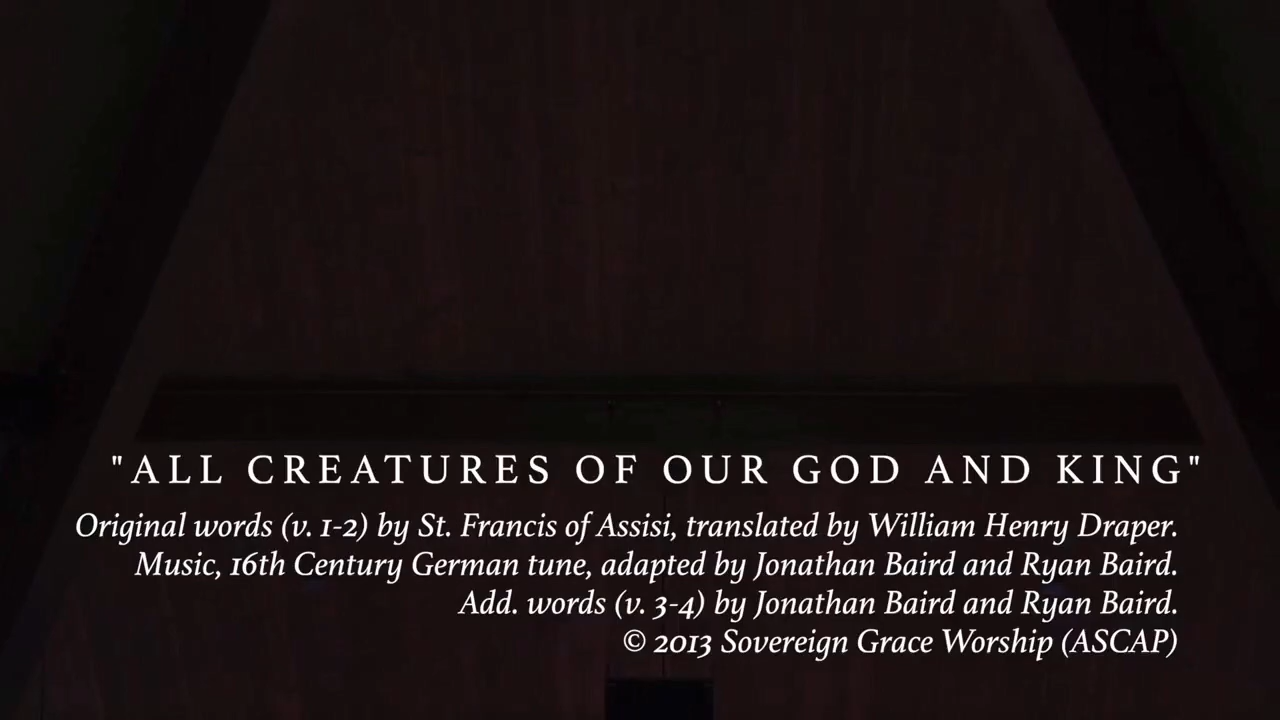 "ALL CREATURES OF OUR GOD AND KING"
Original words (v. 1-2) by St. Francis of Assisi, translated by William Henry Draper.
Music, 16th Century German tune, adapted by Jonathan Baird and Ryan Baird.
Add. words (v. 3-4) by Jonathan Baird and Ryan Baird.
© 2013 Sovereign Grace Worship (ASCAP)